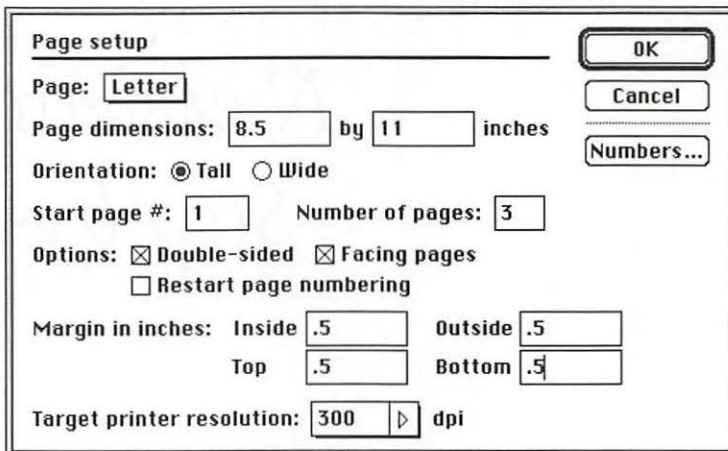 Page setup
OK
Page: Letter
Cancel
Page dimensions: 8.5 by 11 inches
Numbers...
Orientation: Tall Wide
Start page #: 1 Number of pages: 3
Options: Double-sided Facing pages
Restart page numbering
Margin in inches: Inside .5 Outside .5
Top .5 Bottom .5
Target printer resolution: 300 dpi